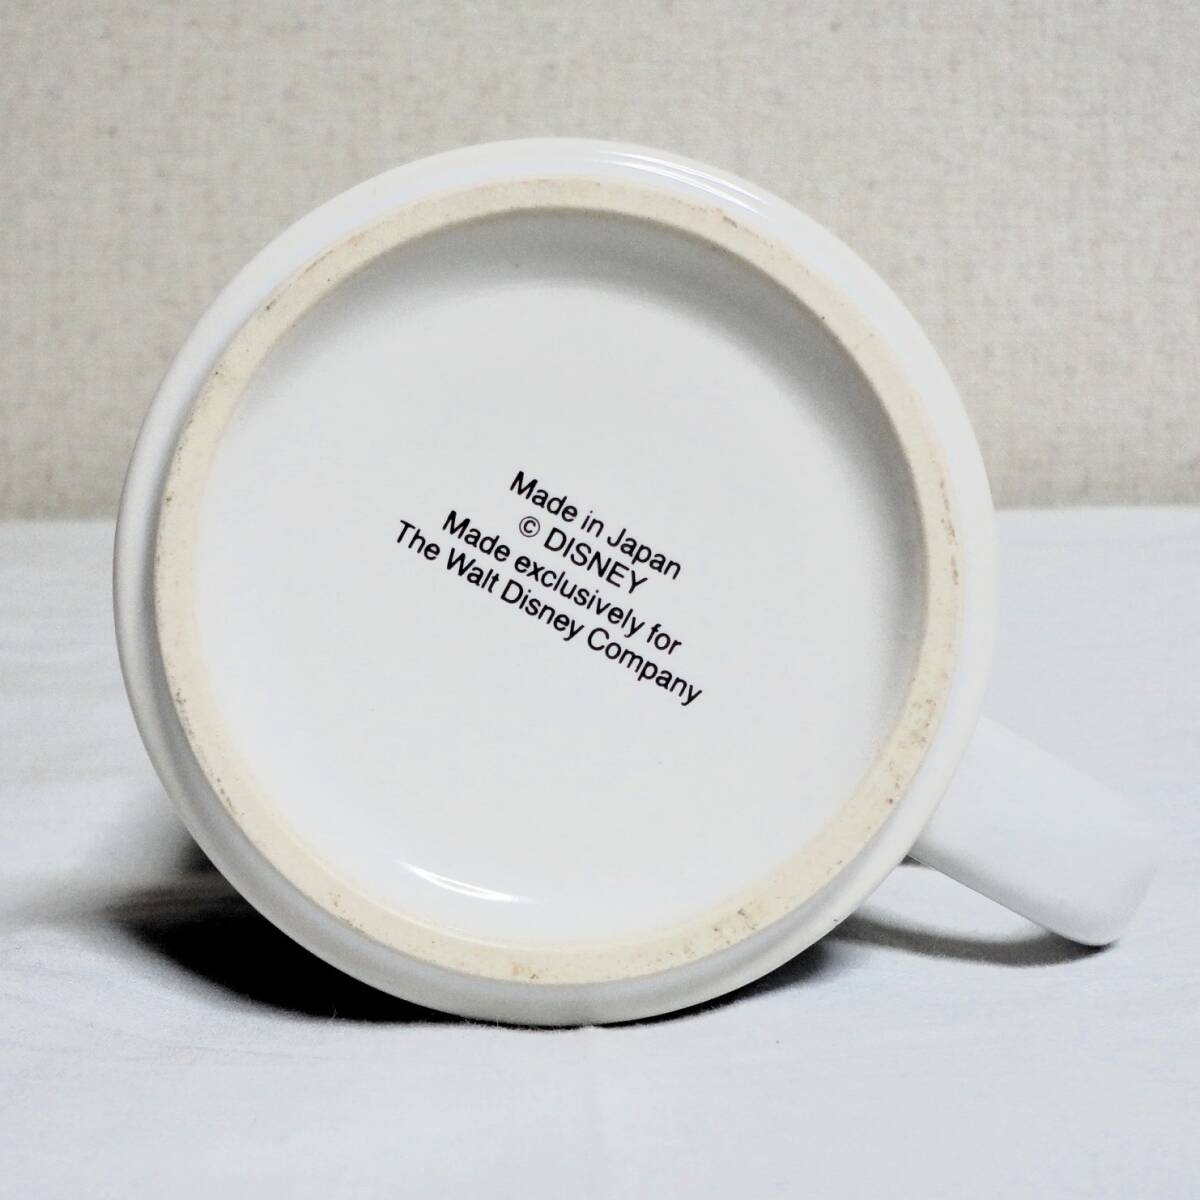 Made in Japan
© DISNEY
Made exclusively for
The Walt Disney Company